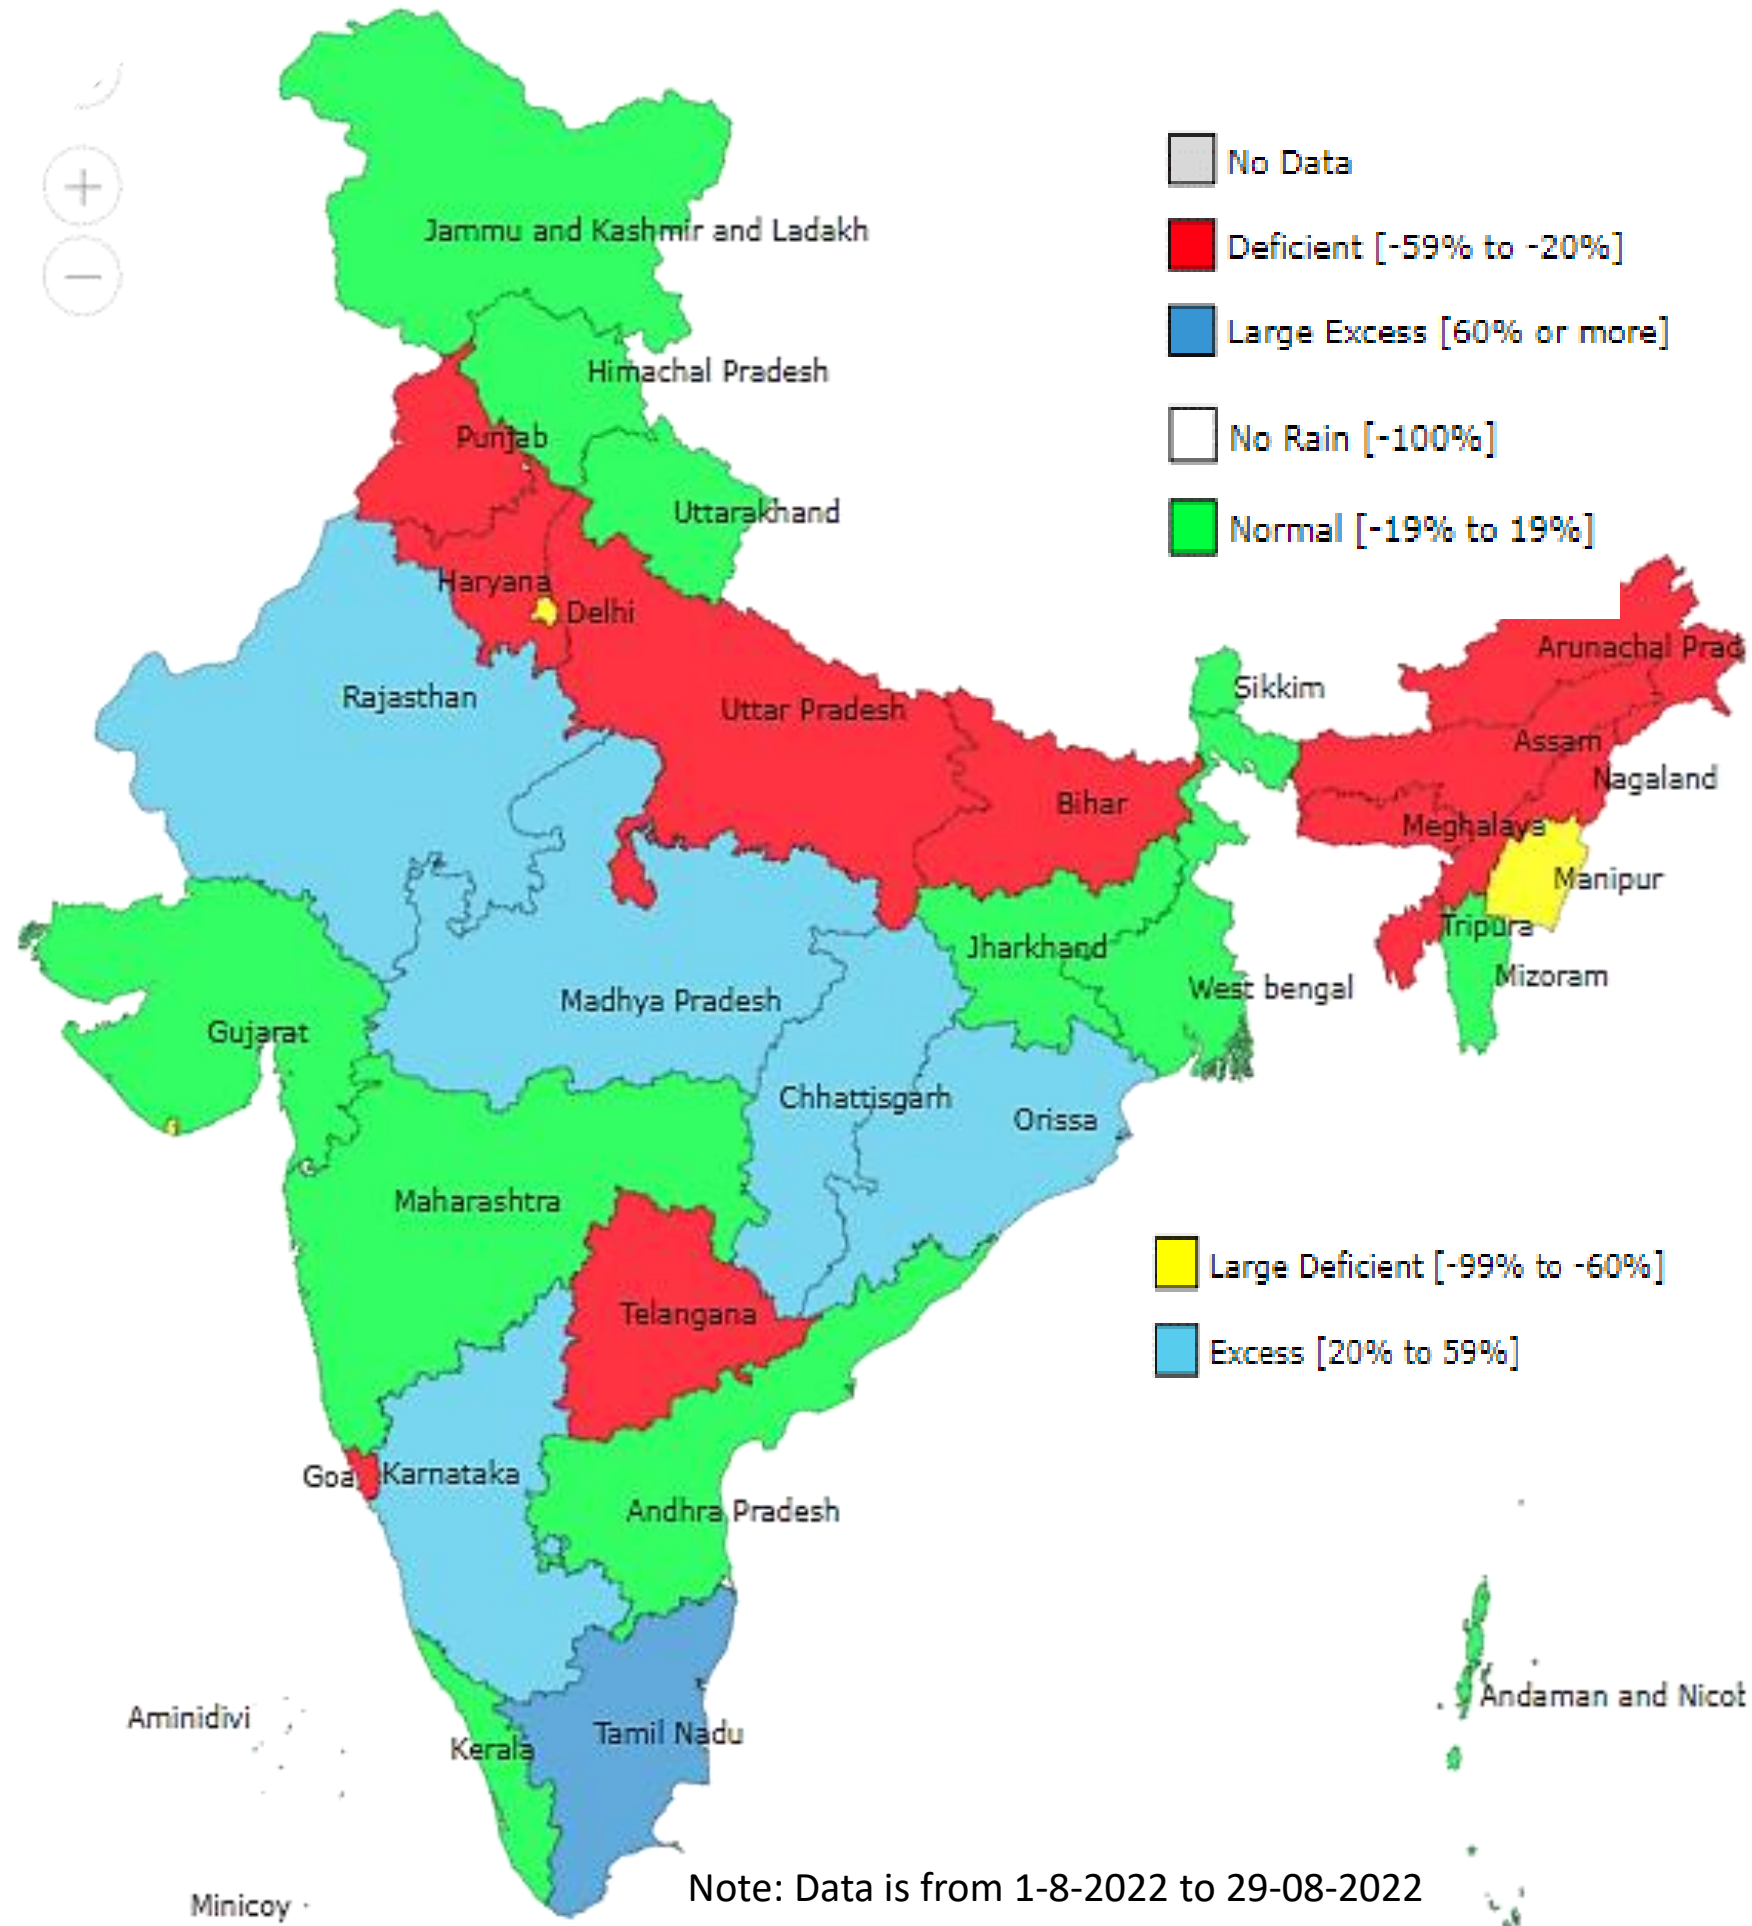 No Data
Deficient [-59% to -20%]
Large Excess [60% or more]
No Rain [-100%]
Normal [-19% to 19%]
Jammu and Kashmir and Ladakh
Himachal Pradesh
Punjab
Uttarakhand
Haryana
Delhi
Rajasthan
Uttar Pradesh
Bihar
Sikkim
Arunachal Prad
Assam
Nagaland
Meghalaya
Manipur
Tripura
Mizoram
Jharkhand
West bengal
Madhya Pradesh
Gujarat
Chhattisgarh
Orissa
Maharashtra
Telangana
Large Deficient [-99% to -60%]
Excess [20% to 59%]
Goa
Karnataka
Andhra Pradesh
Andaman and Nicob
Aminidivi
Kerala
Tamil Nadu
Minicoy
Note: Data is from 1-8-2022 to 29-08-2022